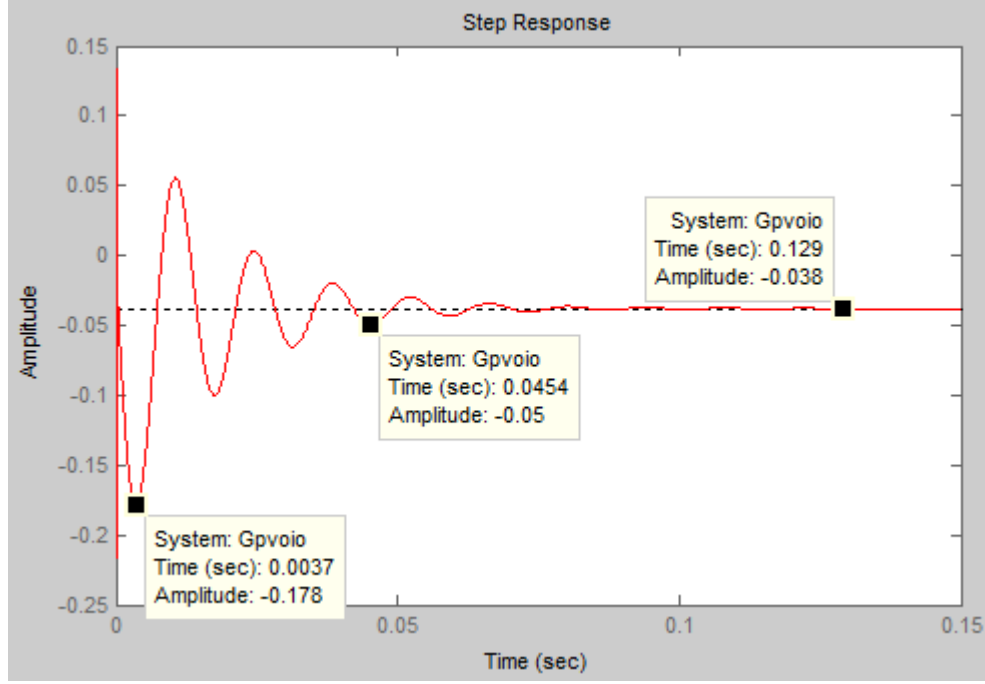 Step Response
0.15
0.1
0.05
0
-0.05
-0.1
-0.15
-0.2
-0.25
Amplitude
System: Gpvoio
Time (sec): 0.129
Amplitude: -0.038
System: Gpvoio
Time (sec): 0.0454
Amplitude: -0.05
System: Gpvoio
Time (sec): 0.0037
Amplitude: -0.178
0
0.05
0.1
0.15
Time (sec)